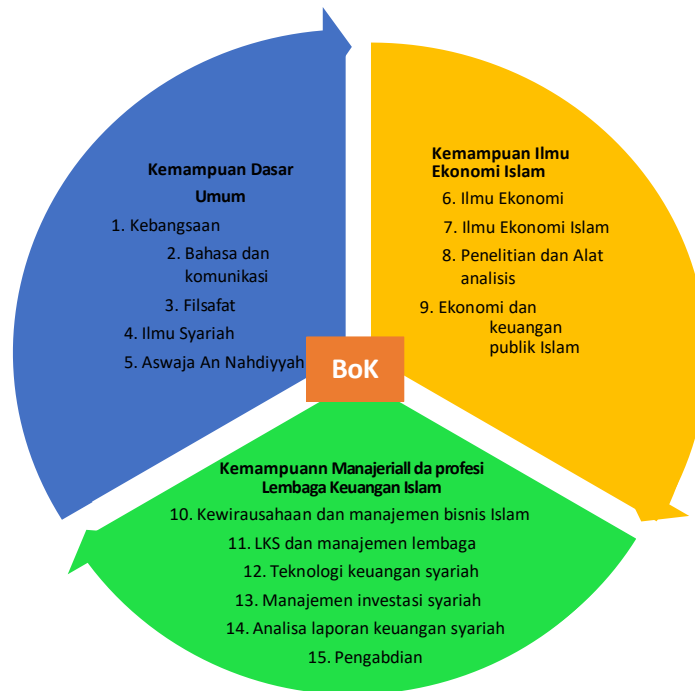 Kemampuan Dasar
Umum
1. Kebangsaan
2. Bahasa dan
komunikasi
3. Filsafat
4. Ilmu Syariah
5. Aswaja An Nahdiyyah
Kemampuan Ilmu
Ekonomi Islam
6. Ilmu Ekonomi
7. Ilmu Ekonomi Islam
8. Penelitian dan Alat
analisis
9. Ekonomi dan
keuangan
publik Islam
BoK
Kemampuann Manajeriall da profesi
Lembaga Keuangan Islam
10. Kewirausahaan dan manajemen bisnis Islam
11. LKS dan manajemen lembaga
12. Teknologi keuangan syariah
13. Manajemen investasi syariah
14. Analisa laporan keuangan syariah
15. Pengabdian